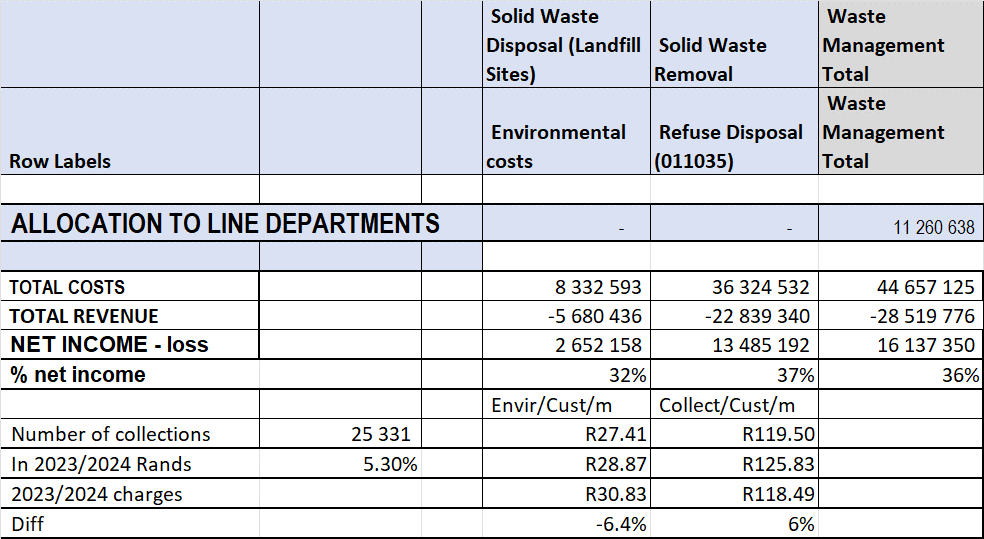 Solid Waste Disposal (Landfill Sites) Solid Waste Removal Waste Management Total
Row Labels Environmental costs Refuse Disposal (011035) Waste Management Total
ALLOCATION TO LINE DEPARTMENTS - - 11 260 638
TOTAL COSTS 8 332 593 36 324 532 44 657 125
TOTAL REVENUE -5 680 436 -22 839 340 -28 519 776
NET INCOME - loss 2 652 158 13 485 192 16 137 350
% net income 32% 37% 36%
Envir/Cust/m Collect/Cust/m
Number of collections 25 331 R27.41 R119.50
In 2023/2024 Rands 5.30% R28.87 R125.83
2023/2024 charges R30.83 R118.49
Diff -6.4% 6%